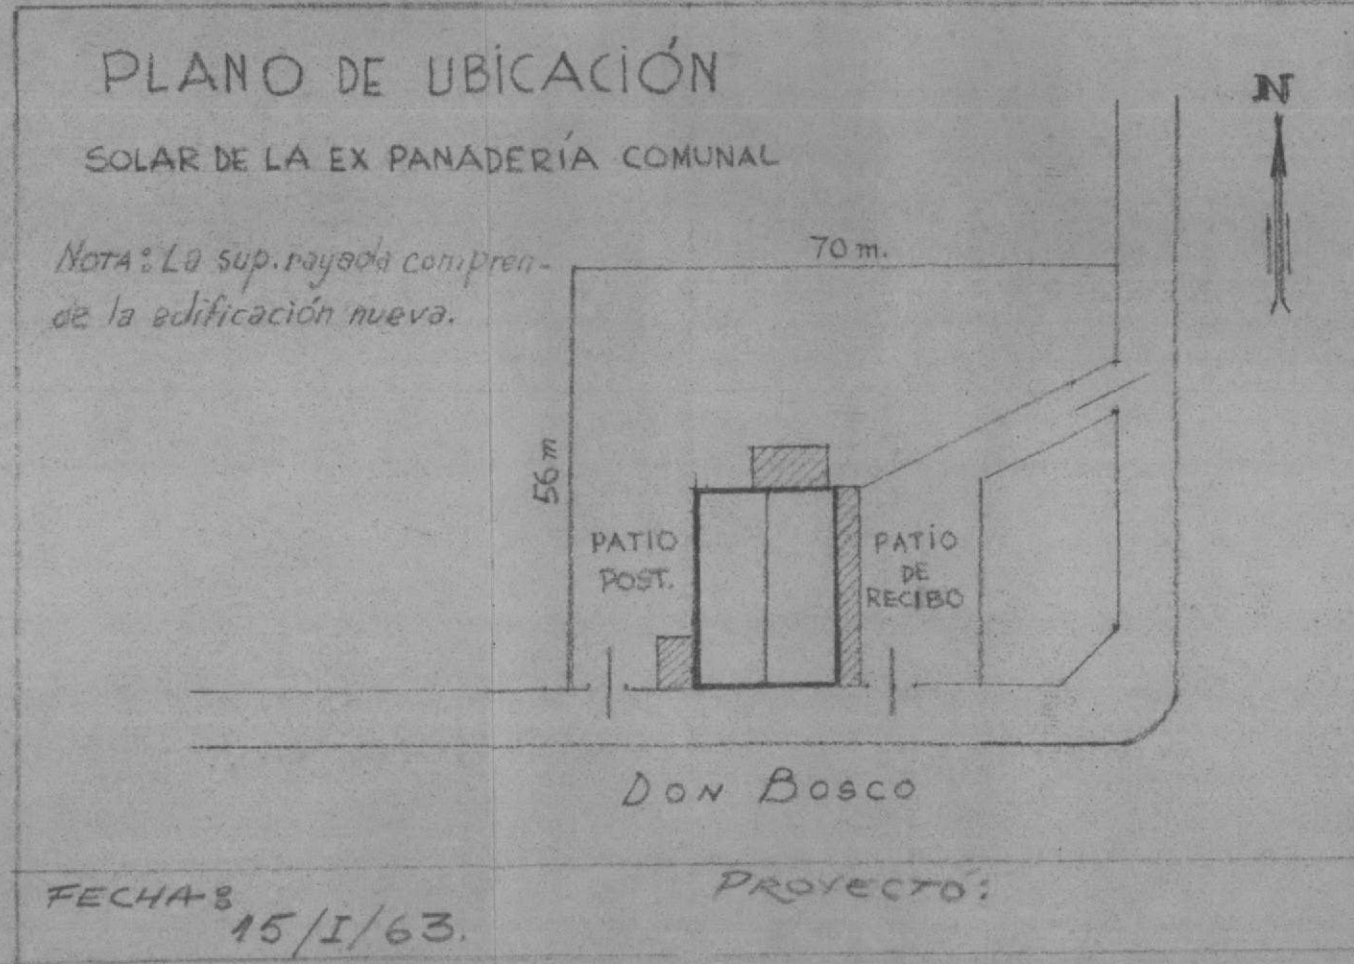 PLANO DE UBICACIÓN
N
SOLAR DE LA EX PANADERÍA COMUNAL
NOTA: La sup. rayada compren-
de la edificación nueva.
70 m.
56 m
PATIO
POST.
PATIO
DE
RECIBO
DON BOSCO
FECHA:
15/I/63.
PROYECTÓ: